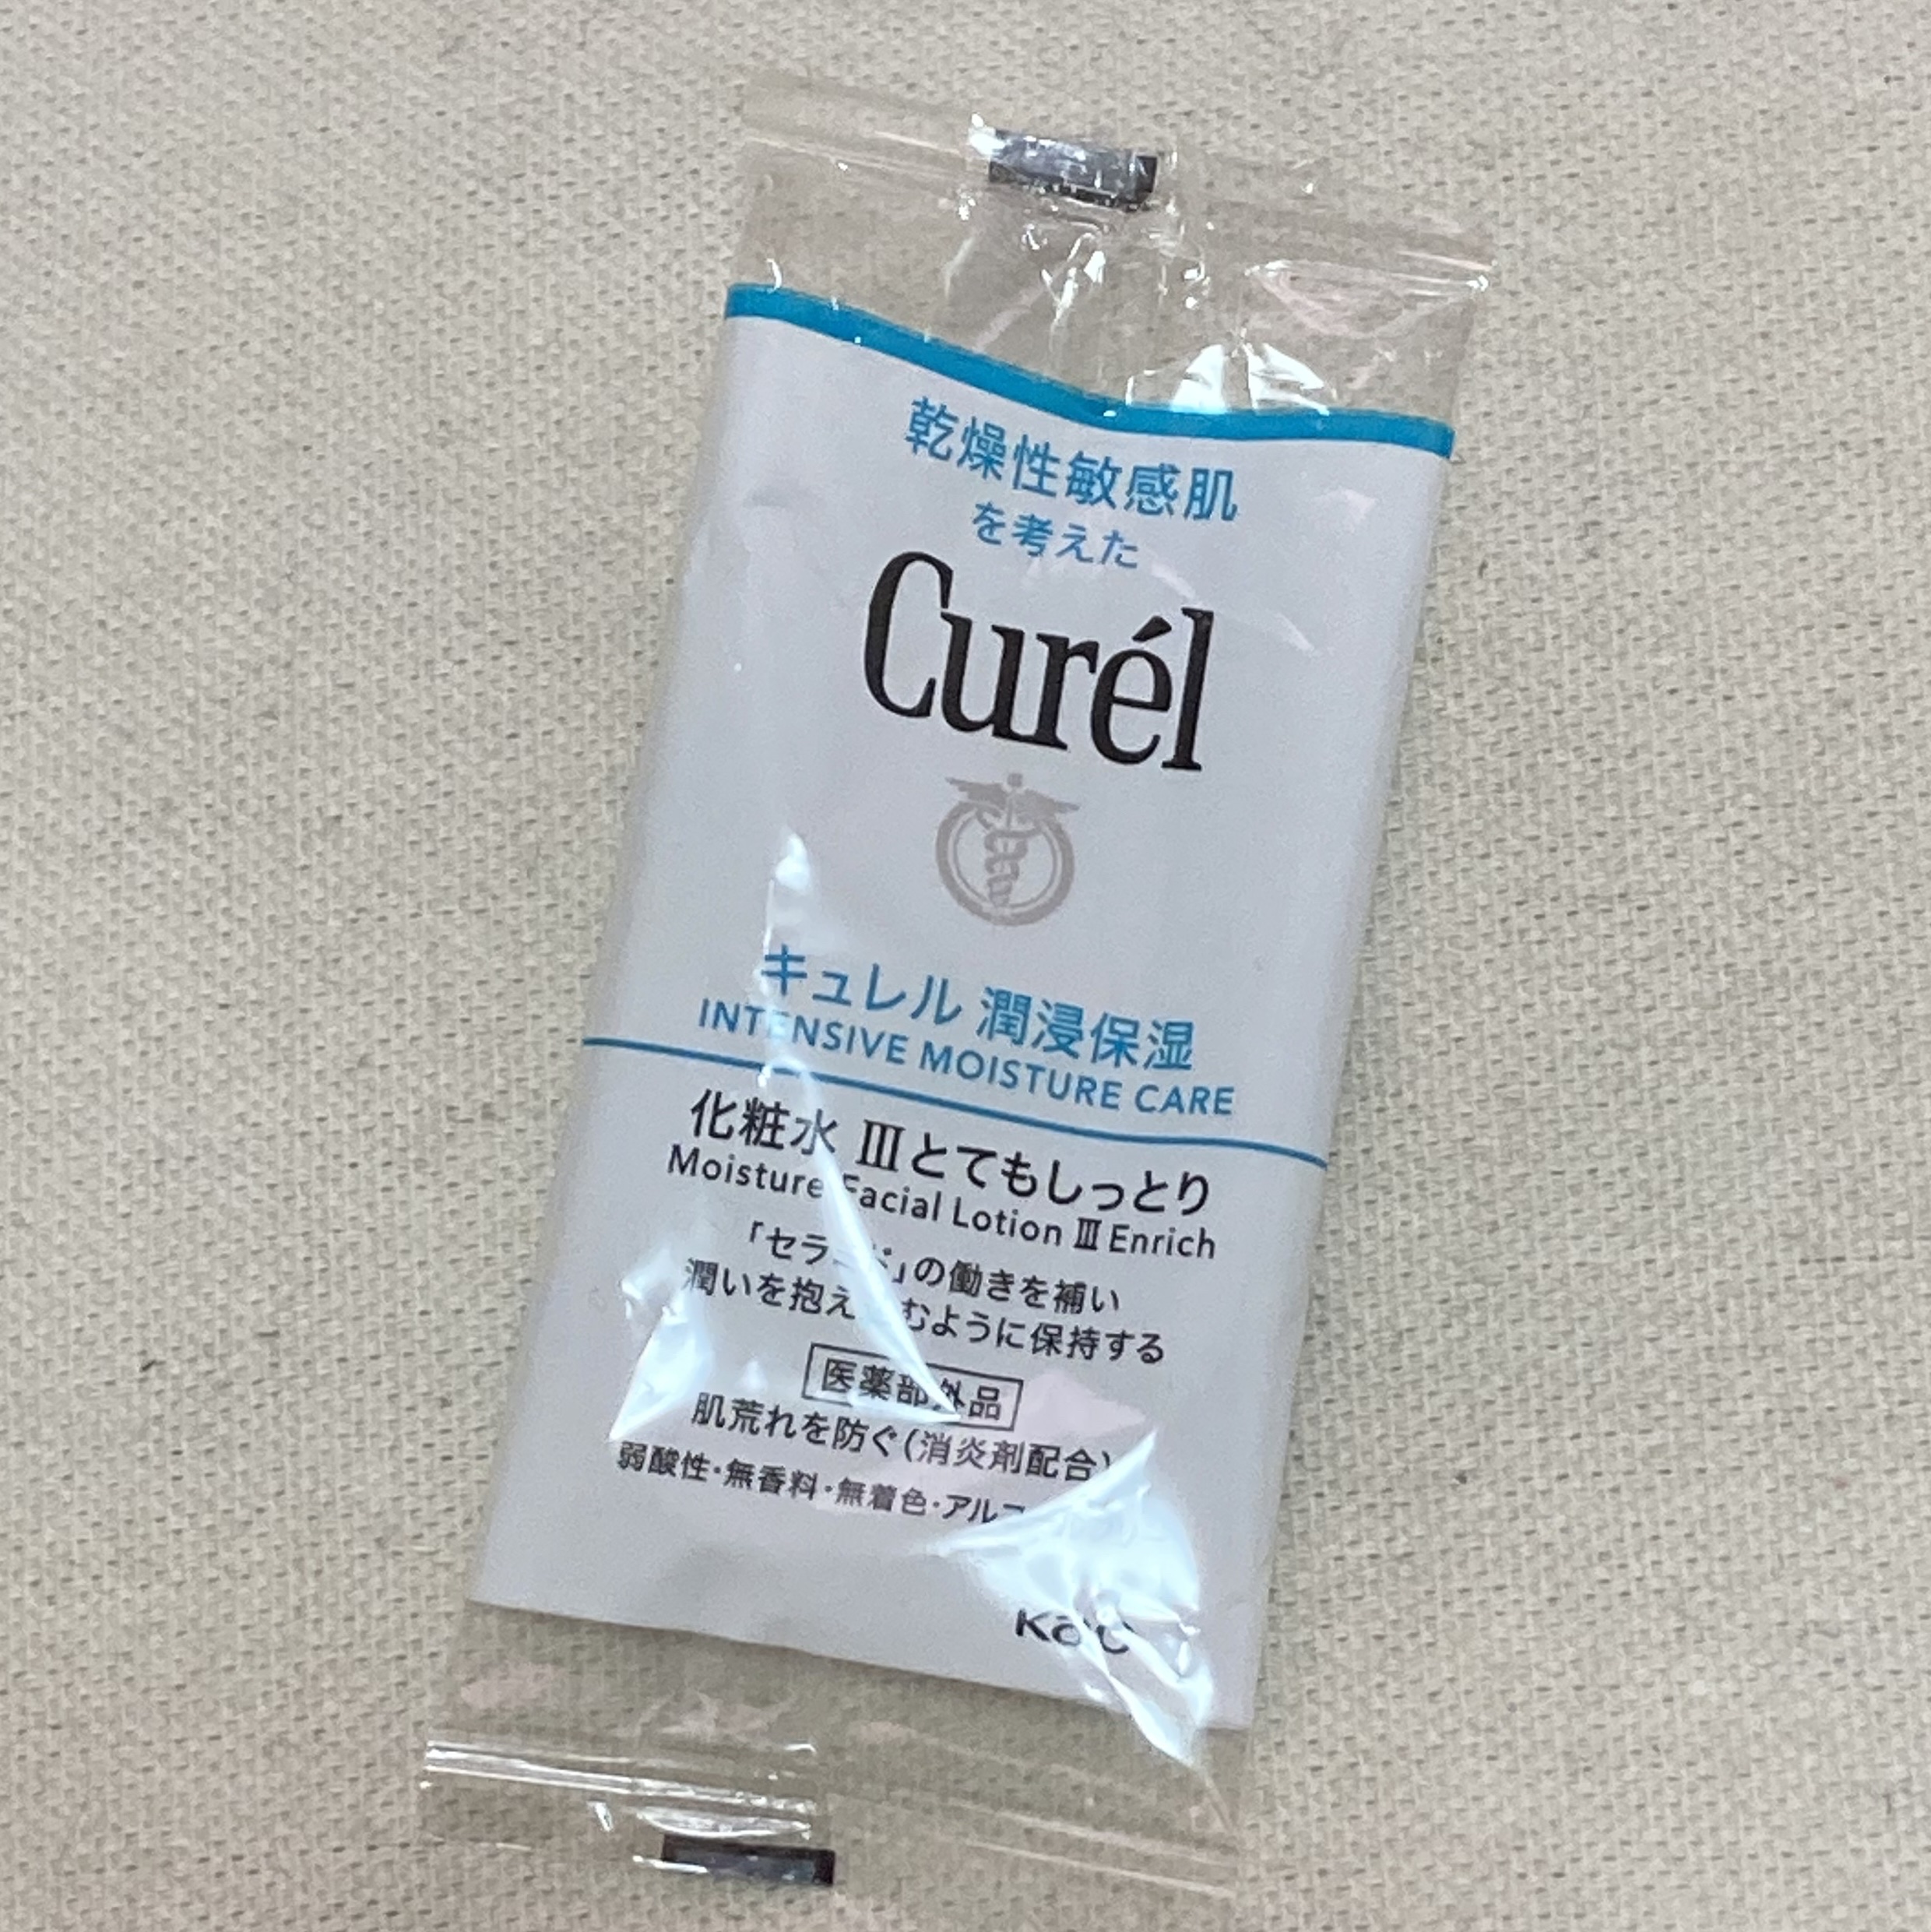 乾燥性敏感肌
を考えた
Curél
キュレル 潤浸保湿
INTENSIVE MOISTURE CARE
化粧水 Ⅲとてもしっとり
Moisture Facial Lotion Ⅲ Enrich
の働きを補い
潤いを ように保持する
医薬部外品
肌荒れを防ぐ(消炎剤配合)
弱酸性・無香料・無着色・
Kao